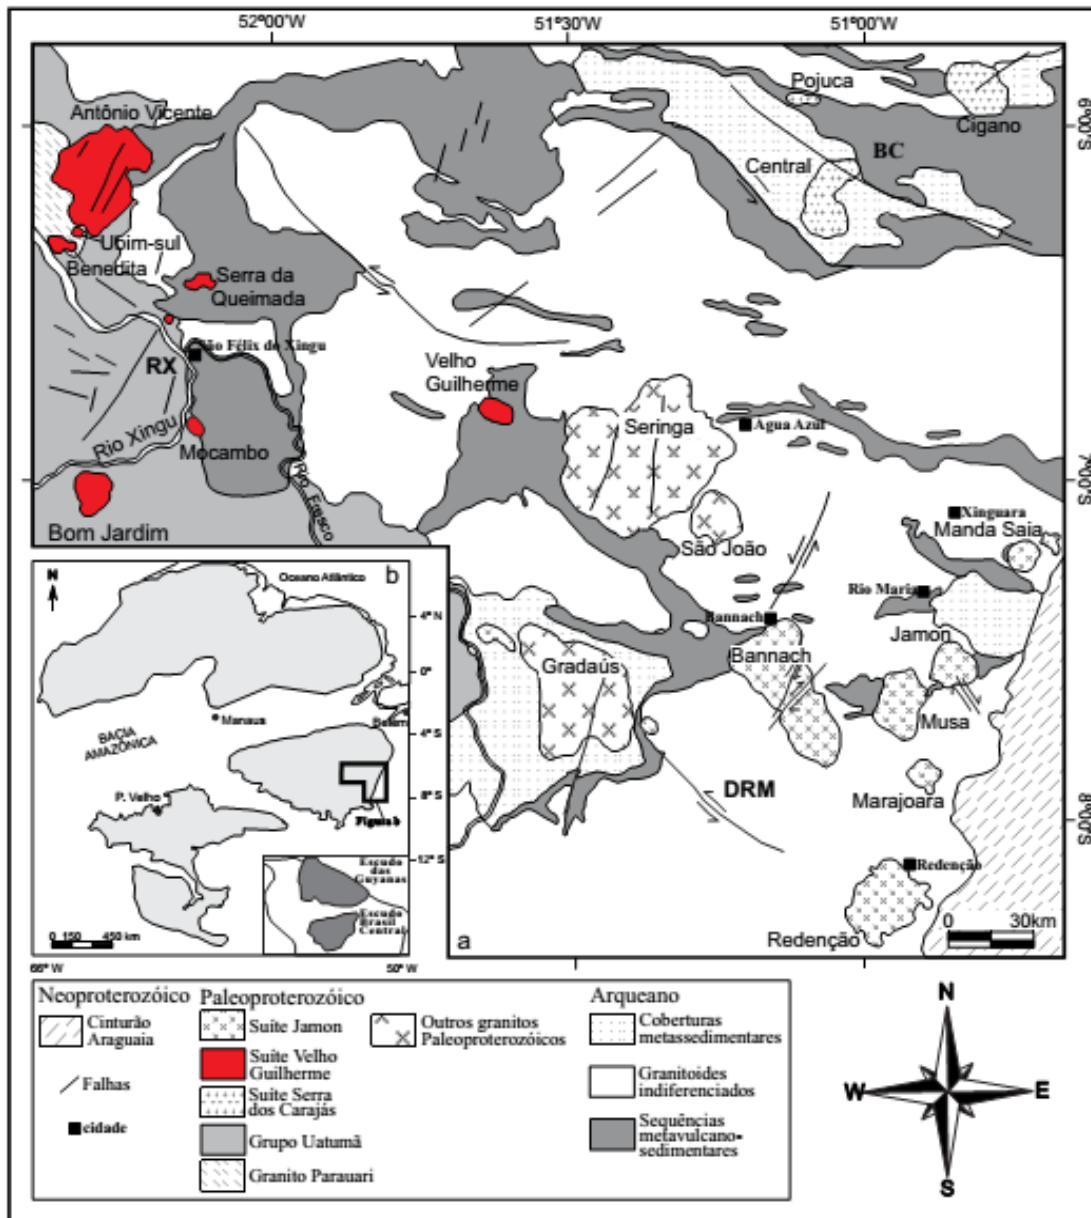 52°00'W
51°30'W
51°00'W
Pojuca
Antônio Vicente
Cigano
6°00'S
BC
Central
Ubim-sul
Benedita
Serra da
Queimada
São Félix do Xingu
RX
Velho
Guilherme
Seringa
Água Azul
Rio Xingu
Mocambo
7°00'S
Rio Fresco
Xinguara
Manda Saia
Bom Jardim
São João
N
b
Oceano Atlântico
Rio Maria
4° N
Bannach
Jamon
Bannach
Gradaús
0°
Manaus
Belém
Musa
BACIA
AMAZÔNICA
4° S
DRM
P. Velho
8° S
Marajoara
8°00'S
Figura b
12° S
Escudo
das
Guyanas
Redenção
Escudo
Brasil
Central
0 150 450 km
a
Redenção
0 30km
66° W
50° W
Neoproterozóico
Cinturão
Araguaia
Falhas
cidade
Paleoproterozóico
Suíte Jamon
Suíte Velho
Guilherme
Suíte Serra
dos Carajás
Grupo Uatumã
Granito Parauari
Outros granitos
Paleoproterozóicos
Arqueano
Coberturas
metassedimentares
Granitoides
indiferenciados
Sequências
metavulcano-
sedimentares
N
W
E
S